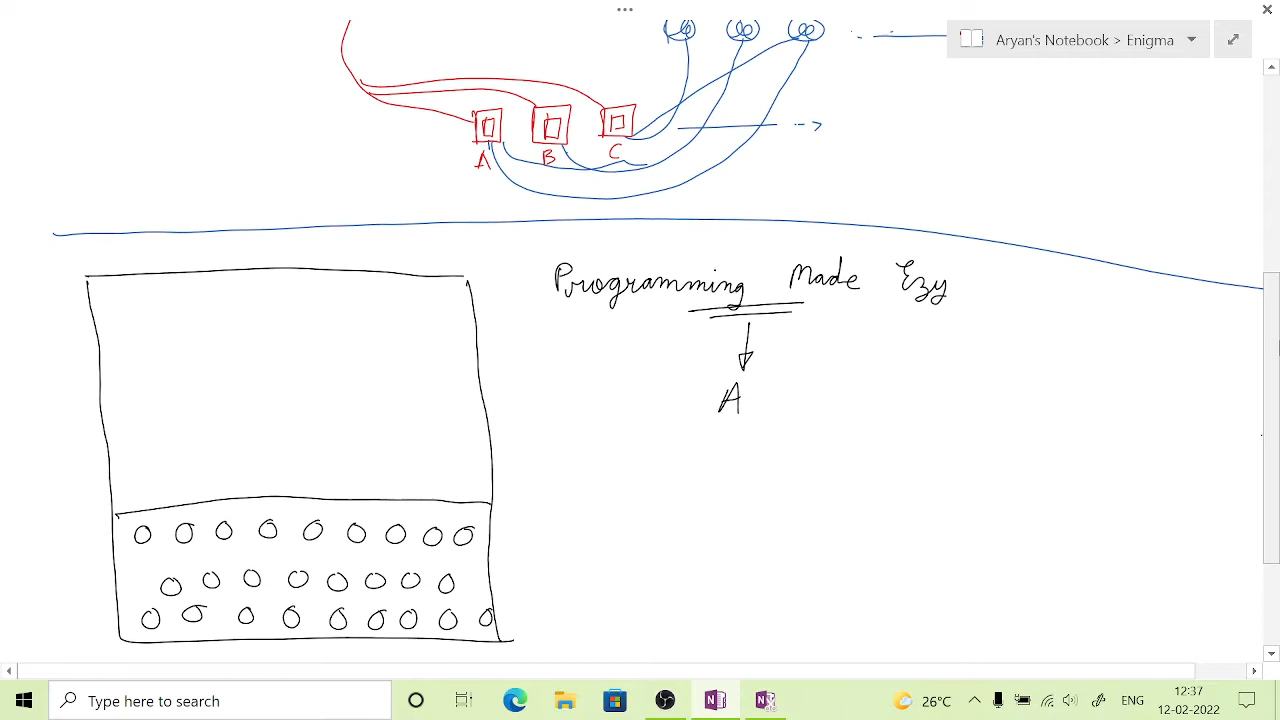 Aryan's Notebook > Enigma
A B C
Programming Made Ezy
A
Type here to search
26°C
ENG
12:37
12-02-2022